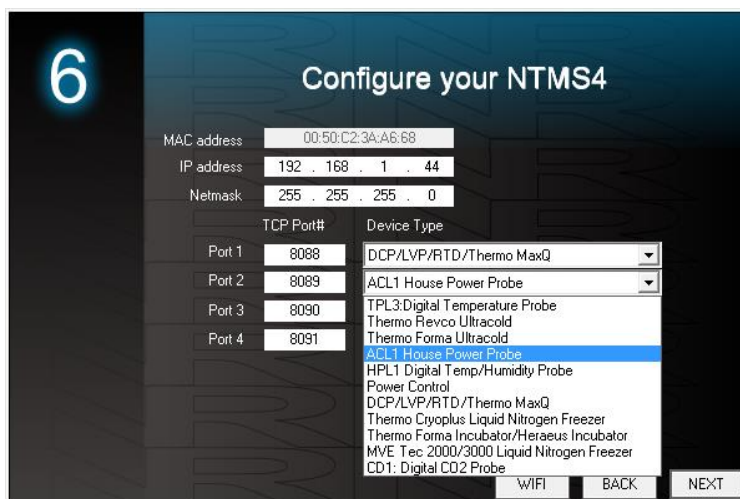 6
Configure your NTMS4
MAC address 00:50:C2:3A:A6:68
IP address 192 . 168 . 1 . 44
Netmask 255 . 255 . 255 . 0
TCP Port# Device Type
Port 1 8088 DCP/LVP/RTD/Thermo MaxQ
Port 2 8089 ACL1 House Power Probe
Port 3 8090
Port 4 8091
TPL3:Digital Temperature Probe
Thermo Revco Ultracold
Thermo Forma Ultracold
ACL1 House Power Probe
HPL1 Digital Temp/Humidity Probe
Power Control
DCP/LVP/RTD/Thermo MaxQ
Thermo Cryoplus Liquid Nitrogen Freezer
Thermo Forma Incubator/Heraeus Incubator
MVE Tec 2000/3000 Liquid Nitrogen Freezer
CD1: Digital CO2 Probe
WIFI BACK NEXT